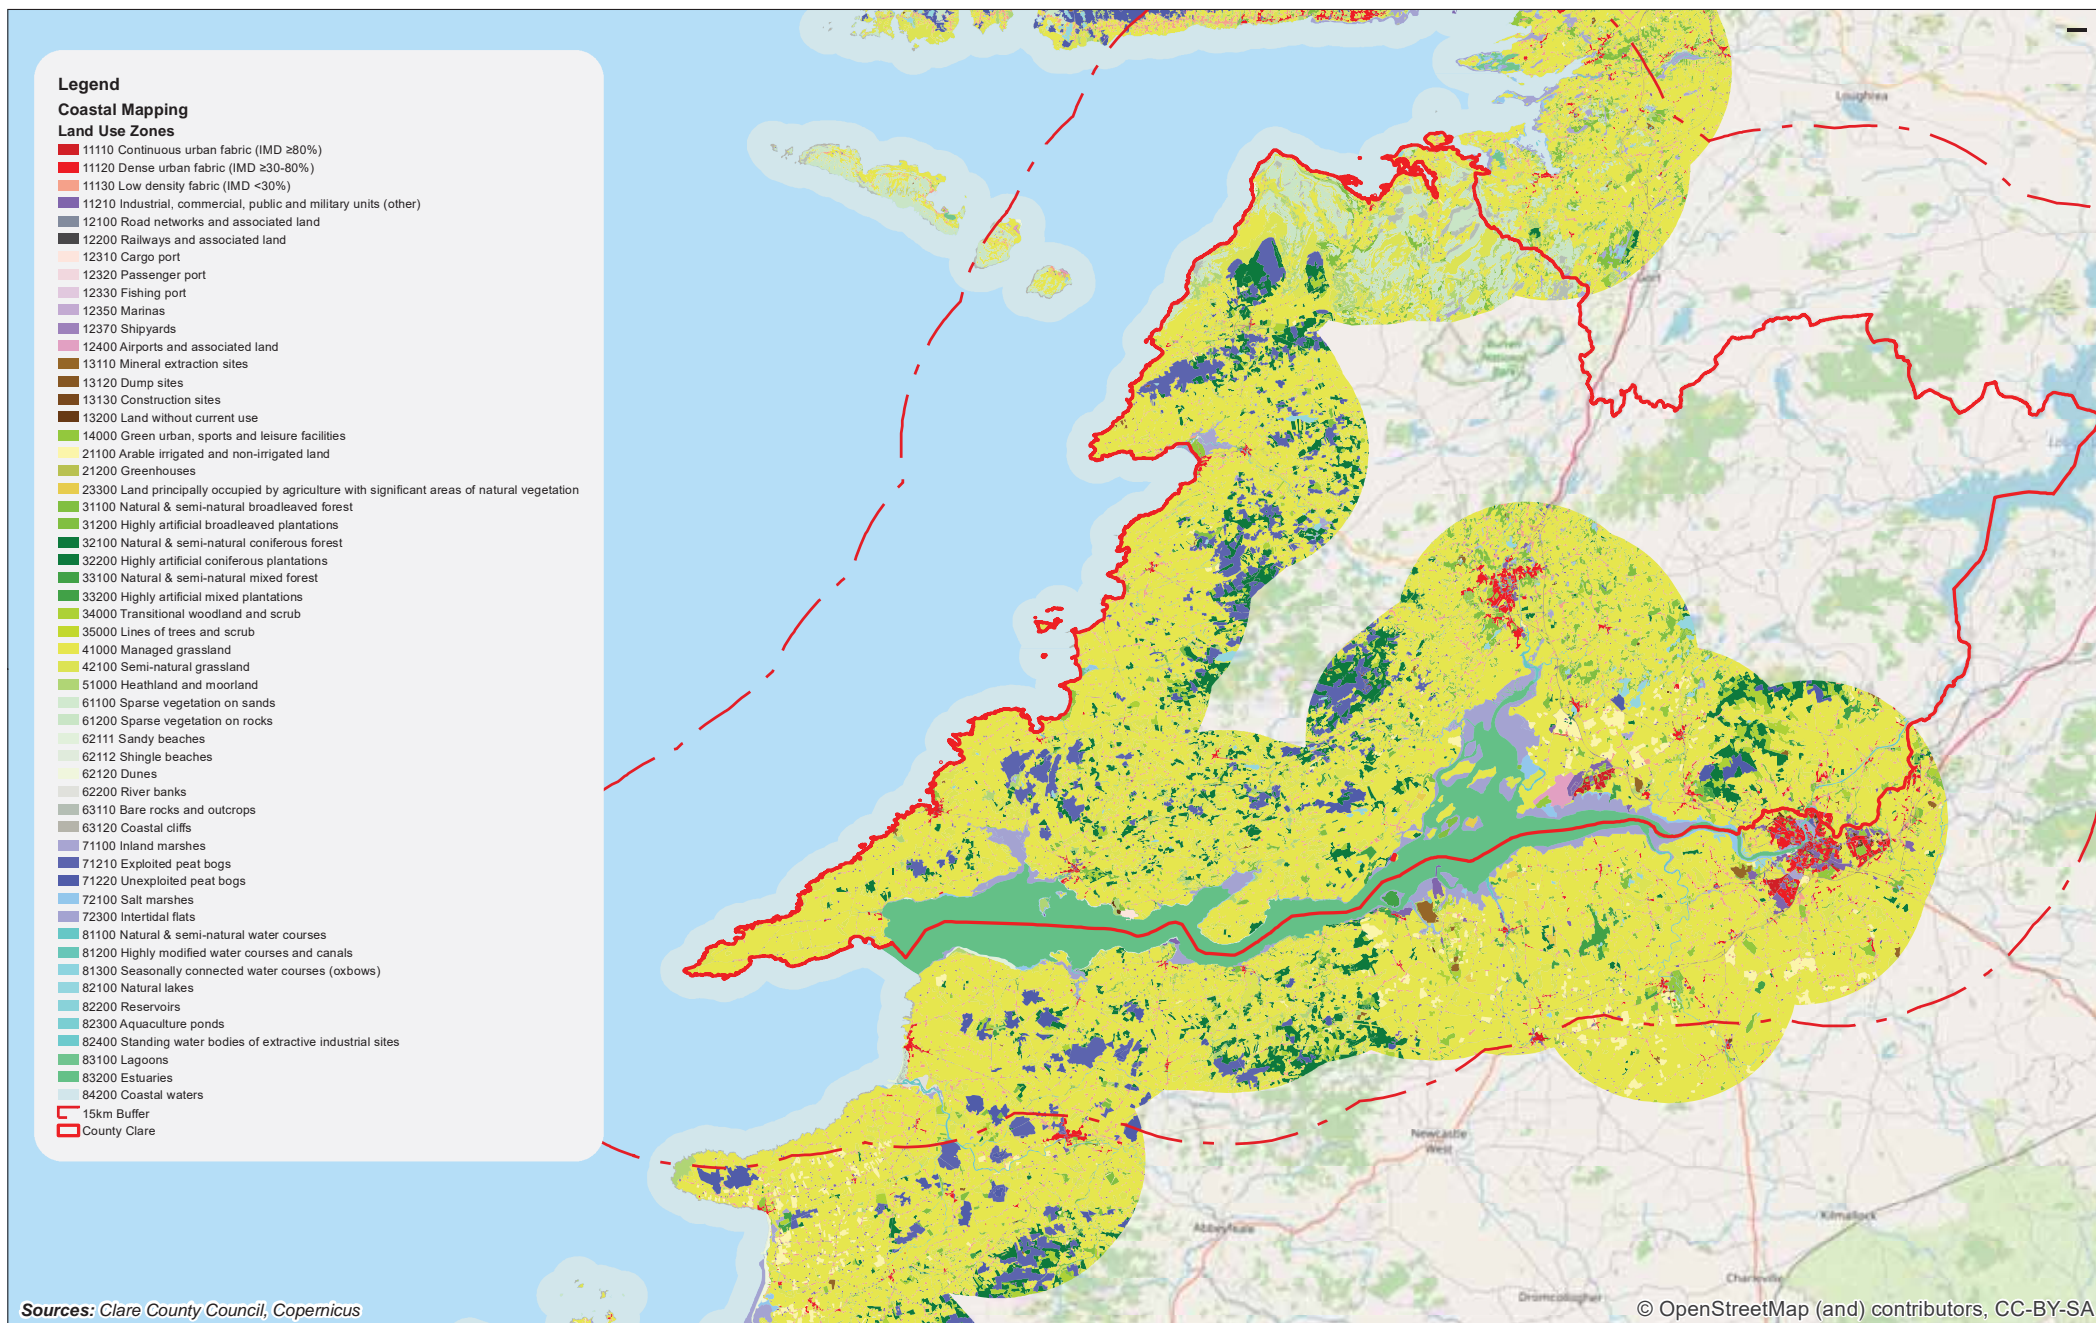 Legend
Coastal Mapping
Land Use Zones
11110 Continuous urban fabric (IMD ≥80%)
11120 Dense urban fabric (IMD ≥30-80%)
11130 Low density fabric (IMD <30%)
11210 Industrial, commercial, public and military units (other)
12100 Road networks and associated land
12200 Railways and associated land
12310 Cargo port
12320 Passenger port
12330 Fishing port
12350 Marinas
12370 Shipyards
12400 Airports and associated land
13110 Mineral extraction sites
13120 Dump sites
13130 Construction sites
13200 Land without current use
14000 Green urban, sports and leisure facilities
21100 Arable irrigated and non-irrigated land
21200 Greenhouses
23300 Land principally occupied by agriculture with significant areas of natural vegetation
31100 Natural & semi-natural broadleaved forest
31200 Highly artificial broadleaved plantations
32100 Natural & semi-natural coniferous forest
32200 Highly artificial coniferous plantations
33100 Natural & semi-natural mixed forest
33200 Highly artificial mixed plantations
34000 Transitional woodland and scrub
35000 Lines of trees and scrub
41000 Managed grassland
42100 Semi-natural grassland
51000 Heathland and moorland
61100 Sparse vegetation on sands
61200 Sparse vegetation on rocks
62111 Sandy beaches
62112 Shingle beaches
62120 Dunes
62200 River banks
63110 Bare rocks and outcrops
63120 Coastal cliffs
71100 Inland marshes
71210 Exploited peat bogs
71220 Unexploited peat bogs
72100 Salt marshes
72300 Intertidal flats
81100 Natural & semi-natural water courses
81200 Highly modified water courses and canals
81300 Seasonally connected water courses (oxbows)
82100 Natural lakes
82200 Reservoirs
82300 Aquaculture ponds
82400 Standing water bodies of extractive industrial sites
83100 Lagoons
83200 Estuaries
84200 Coastal waters
15km Buffer
County Clare
Loughrea
Gort
Newcastle
West
Abbeyfeale
Kilmallock
Charleville
Dromcollogher
Sources: Clare County Council, Copernicus
© OpenStreetMap (and) contributors, CC-BY-SA